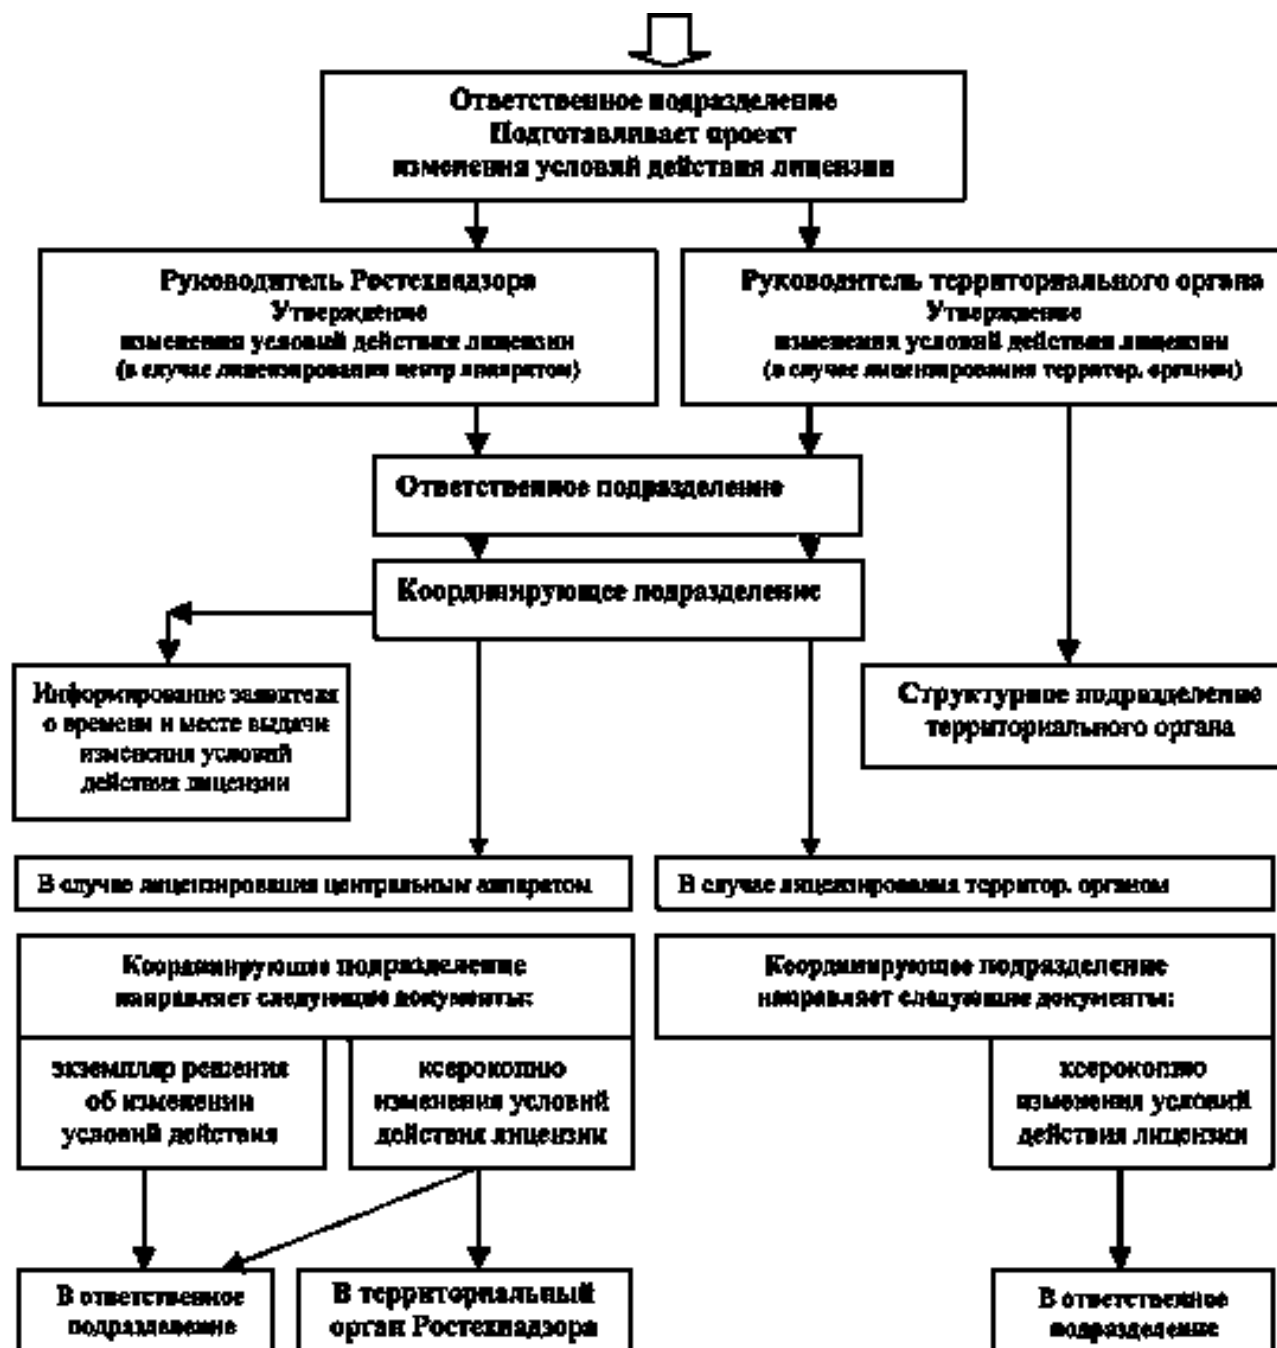 Ответственное подразделение
Подготавливает проект
изменения условий действия лицензии
Руководитель Ростехнадзора
Утверждение
изменения условий действия лицензии
(в случае лицензирования центр аппаратом)
Руководитель территориального органа
Утверждение
изменения условий действия лицензии
(в случае лицензирования территор. органом)
Ответственное подразделение
Координирующее подразделение
Информирование заявителя
о времени и месте выдачи
изменения условий
действия лицензии
Структурное подразделение
территориального органа
В случае лицензирования центральным аппаратом
В случае лицензирования территор. органом
Координирующее подразделение
направляет следующие документы:
Координирующее подразделение
направляет следующие документы:
экземпляр решения
об изменении
условий действия
ксерокопию
изменения условий
действия лицензии
ксерокопию
изменения условий
действия лицензии
В ответственное
подразделение
В территориальный
орган Ростехнадзора
В ответственное
подразделение